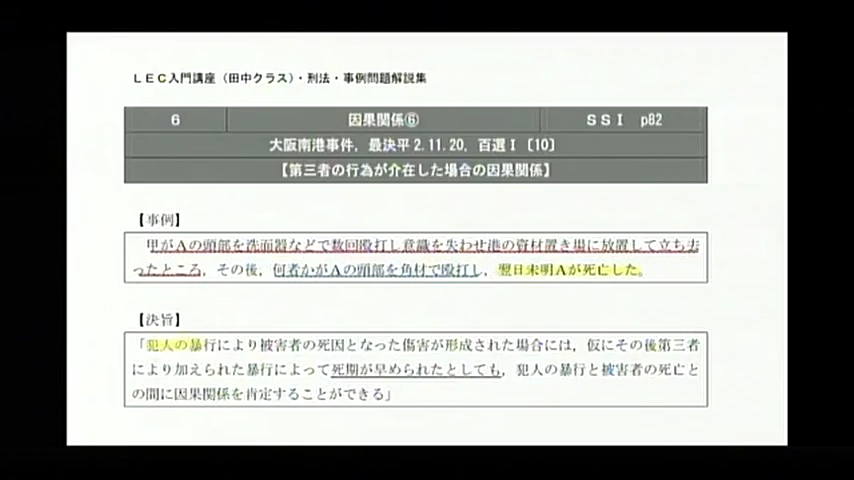 LEC入門講座（田中クラス）・刑法・事例問題解説集
6 因果関係⑥ SSI p82
大阪南港事件，最決平2.11.20，百選Ⅰ〔10〕
【第三者の行為が介在した場合の因果関係】
【事例】
甲がAの頭部を洗面器などで数回殴打し意識を失わせ港の資材置き場に放置して立ち去
ったところ，その後，何者かがAの頭部を角材で殴打し，翌日未明Aが死亡した。
【決旨】
「犯人の暴行により被害者の死因となった傷害が形成された場合には，仮にその後第三者
により加えられた暴行によって死期が早められたとしても，犯人の暴行と被害者の死亡と
の間に因果関係を肯定することができる」